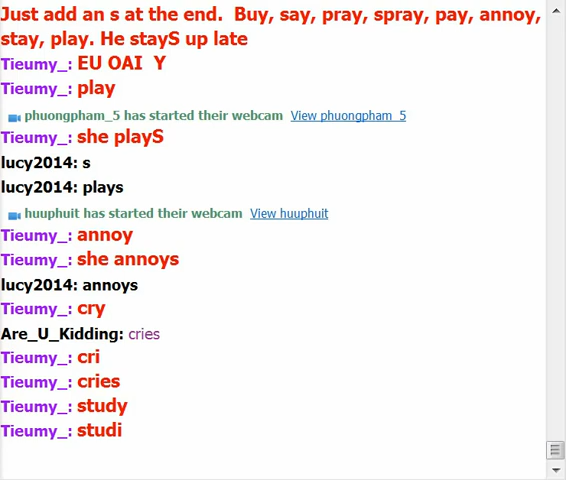 Just add an s at the end.  Buy, say, pray, spray, pay, annoy,
stay, play. He stayS up late
Tieumy_: EU OAI  Y
Tieumy_: play
phuongpham_5 has started their webcam  View phuongpham_5
Tieumy_: she playS
lucy2014: s
lucy2014: plays
huuphuit has started their webcam  View huuphuit
Tieumy_: annoy
Tieumy_: she annoys
lucy2014: annoys
Tieumy_: cry
Are_U_Kidding: cries
Tieumy_: cri
Tieumy_: cries
Tieumy_: study
Tieumy_: studi